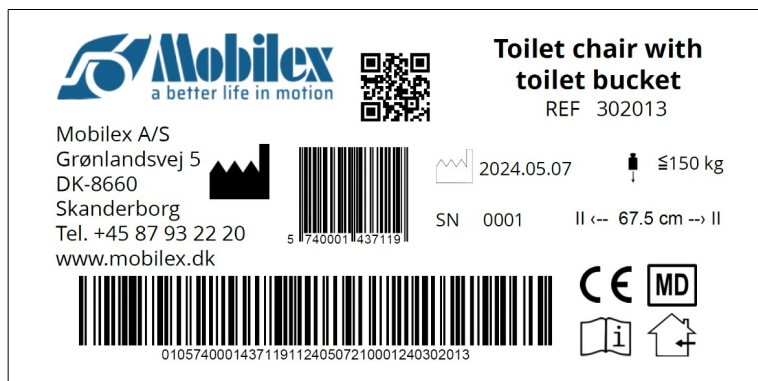 Mobilex
a better life in motion
Toilet chair with
toilet bucket
REF 302013
Mobilex A/S
Grønlandsvej 5
DK-8660
Skanderborg
Tel. +45 87 93 22 20
www.mobilex.dk
5 740001 437119
2024.05.07
≦150 kg
SN 0001
II <-- 67.5 cm --> II
CE
MD
i
01057400014371191124050721000124030​2013